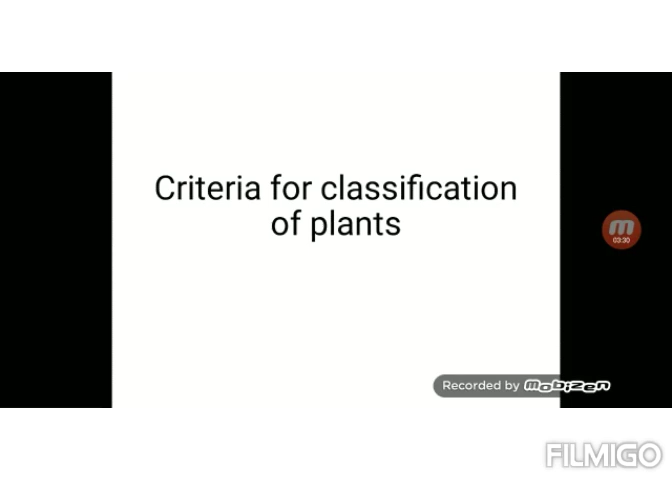 Criteria for classification
of plants
03:30
Recorded by Mobizen
FILMIGO